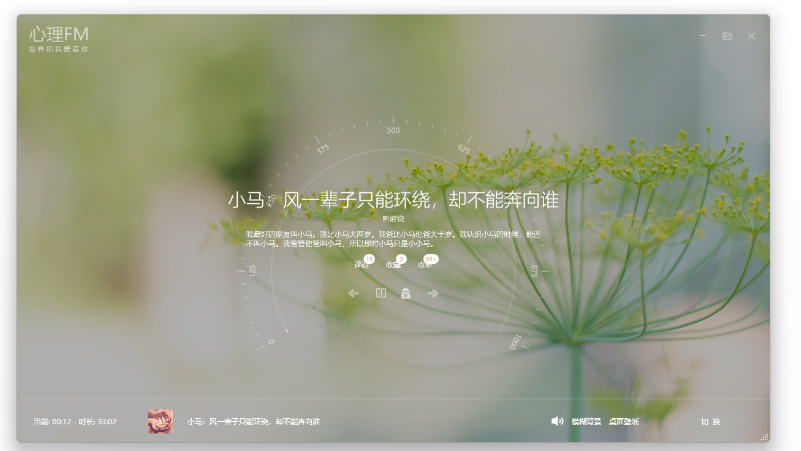 心理FM
世界和我爱着你
500
375
625
小马：风一辈子只能环绕，却不能奔向谁
听您说
我最好的朋友叫小马。我比小马大两岁。我爸比小马他爸大十岁。我认识小马的时候，他还
不叫小马。我爸管他爸叫小马，所以那时小马只是小小马。
125
875
评论 15
收藏 3
收听 99+
0
1000
当前: 00:12 - 时长: 33:02
小马：风一辈子只能环绕，却不能奔向谁
模糊背景
桌面壁纸
切 换